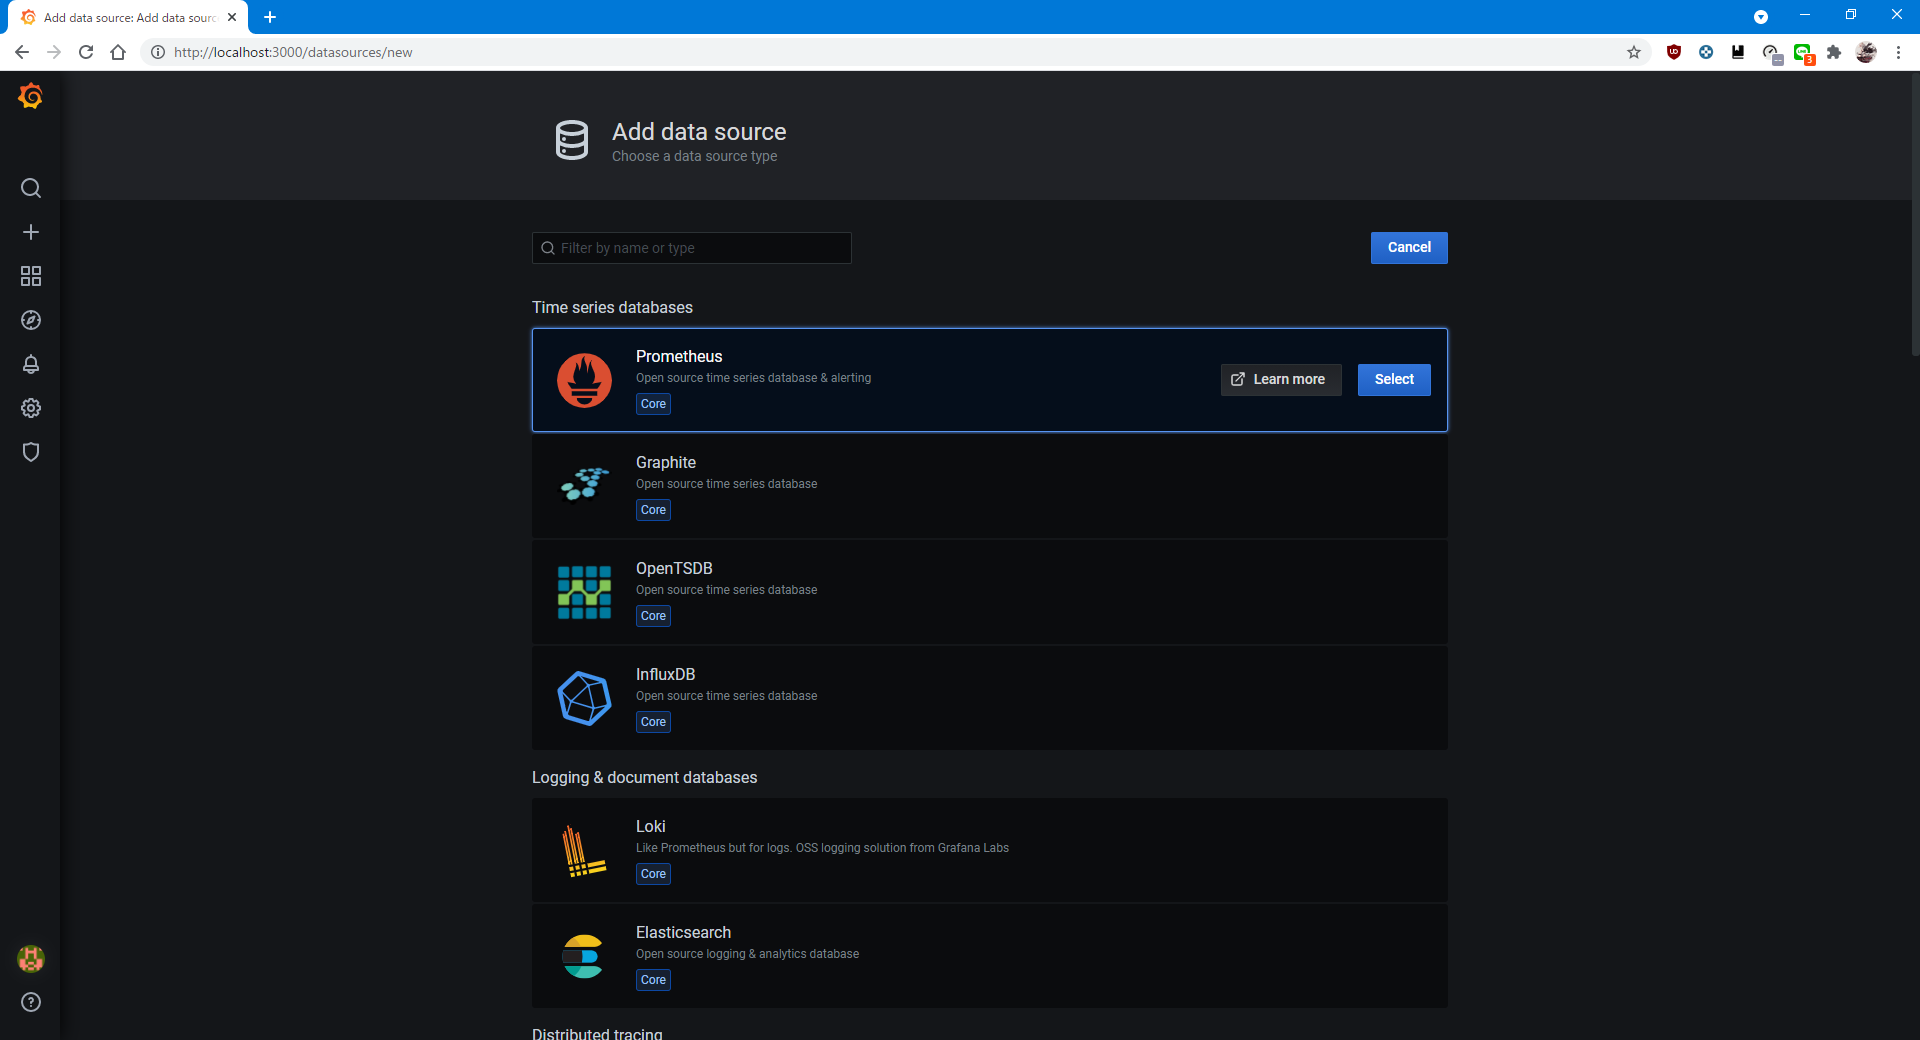 Add data source: Add data sourc
http://localhost:3000/datasources/new
3
Add data source
Choose a data source type
Filter by name or type
Cancel
Time series databases
Prometheus
Open source time series database & alerting
Core
Learn more
Select
Graphite
Open source time series database
Core
OpenTSDB
Open source time series database
Core
InfluxDB
Open source time series database
Core
Logging & document databases
Loki
Like Prometheus but for logs. OSS logging solution from Grafana Labs
Core
Elasticsearch
Open source logging & analytics database
Core
Distributed tracing